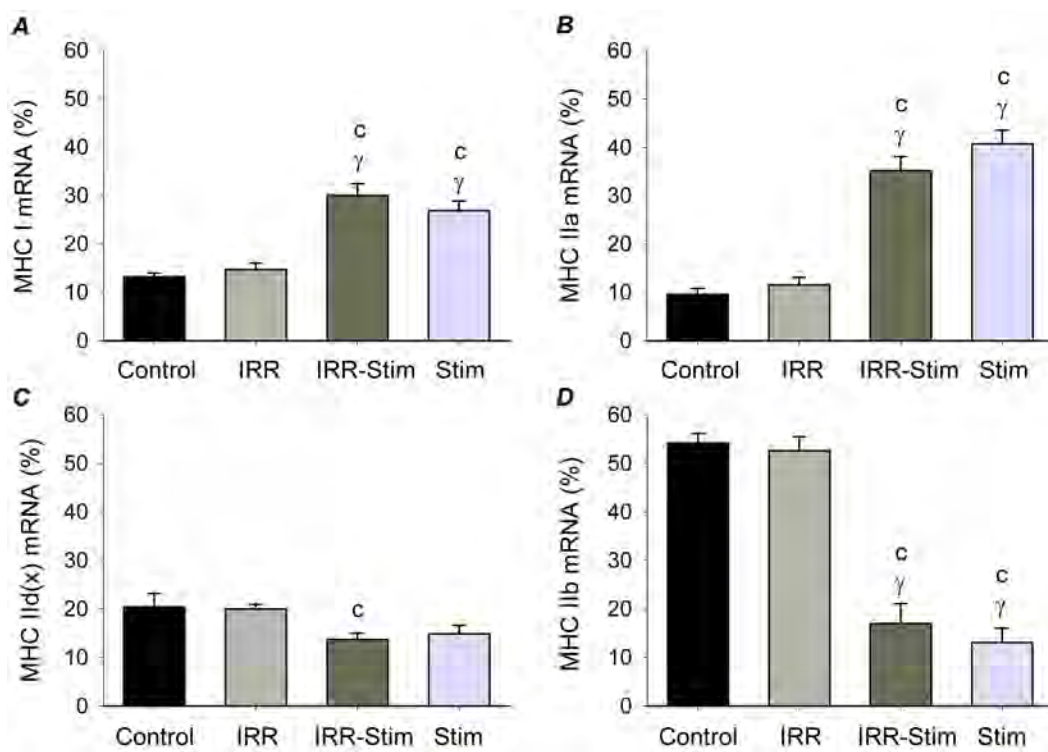 A
MHC I mRNA (%)
60
50
40
30
20
10
0
c
γ
c
γ
Control IRR IRR-Stim Stim
B
MHC IIa mRNA (%)
60
50
40
30
20
10
0
c
γ
c
γ
Control IRR IRR-Stim Stim
C
MHC IId(x) mRNA (%)
60
50
40
30
20
10
0
c
Control IRR IRR-Stim Stim
D
MHC IIb mRNA (%)
60
50
40
30
20
10
0
c
γ
c
γ
Control IRR IRR-Stim Stim